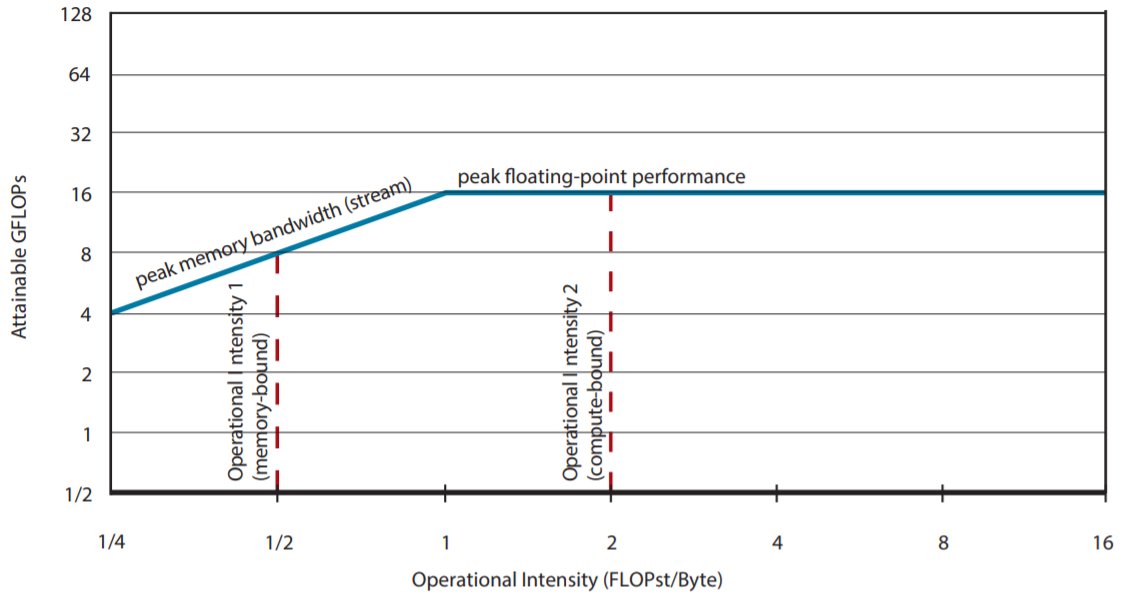 128
64
32
16
8
4
2
1
1/2
Attainable GFLOPs
peak memory bandwidth (stream)
peak floating-point performance
Operational I ntensity 1
(memory-bound)
Operational I ntensity 2
(compute-bound)
1/4
1/2
1
2
4
8
16
Operational Intensity (FLOPst/Byte)